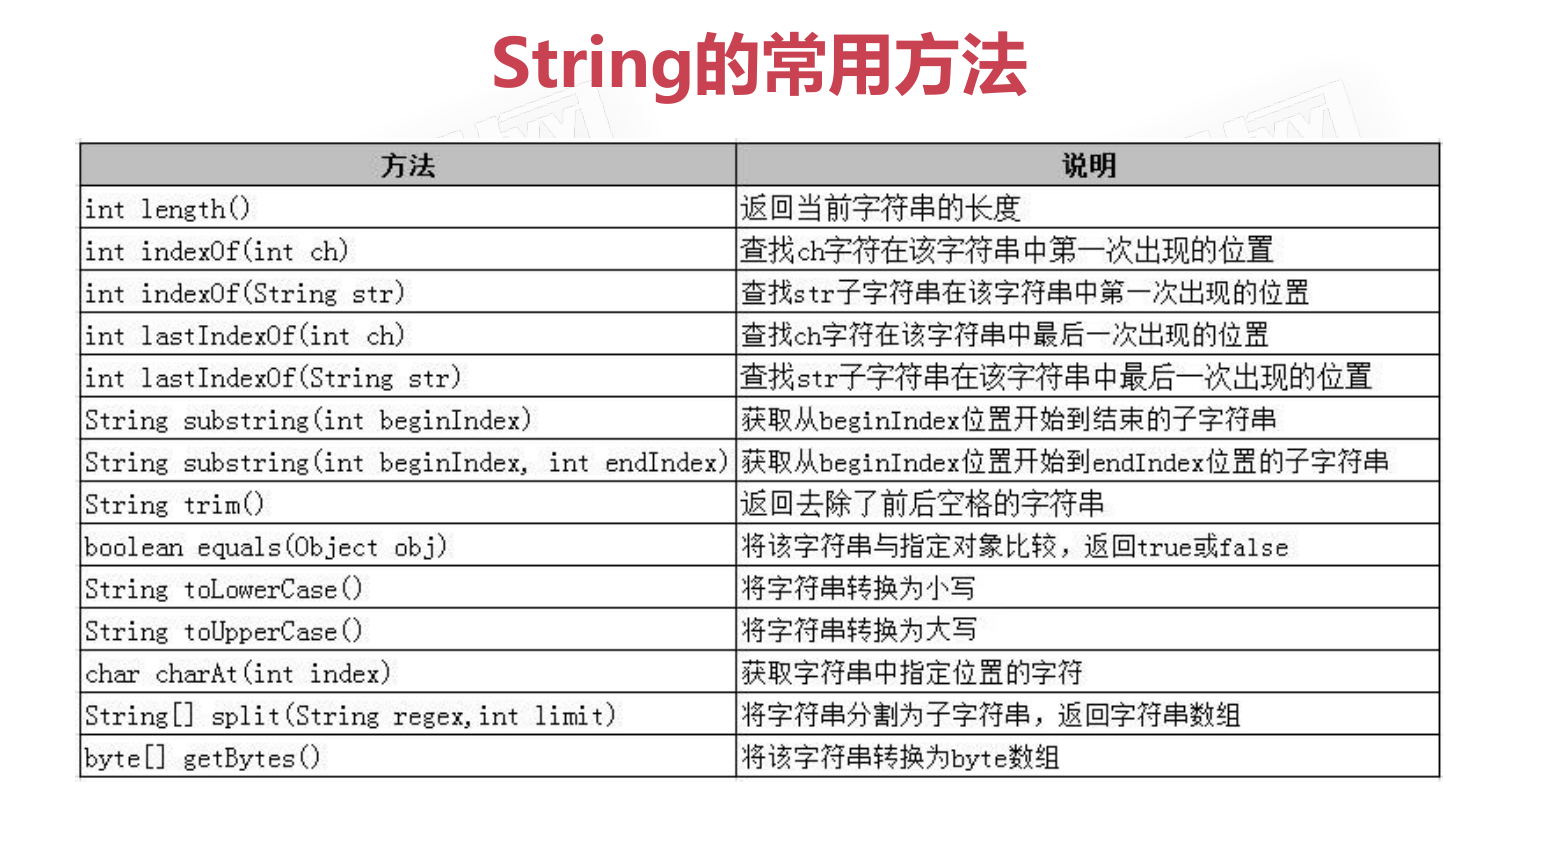 String的常用方法
方法 说明
int length() 返回当前字符串的长度
int indexOf(int ch) 查找ch字符在该字符串中第一次出现的位置
int indexOf(String str) 查找str子字符串在该字符串中第一次出现的位置
int lastIndexOf(int ch) 查找ch字符在该字符串中最后一次出现的位置
int lastIndexOf(String str) 查找str子字符串在该字符串中最后一次出现的位置
String substring(int beginIndex) 获取从beginIndex位置开始到结束的子字符串
String substring(int beginIndex, int endIndex) 获取从beginIndex位置开始到endIndex位置的子字符串
String trim() 返回去除了前后空格的字符串
boolean equals(Object obj) 将该字符串与指定对象比较，返回true或false
String toLowerCase() 将字符串转换为小写
String toUpperCase() 将字符串转换为大写
char charAt(int index) 获取字符串中指定位置的字符
String[] split(String regex,int limit) 将字符串分割为子字符串，返回字符串数组
byte[] getBytes() 将该字符串转换为byte数组